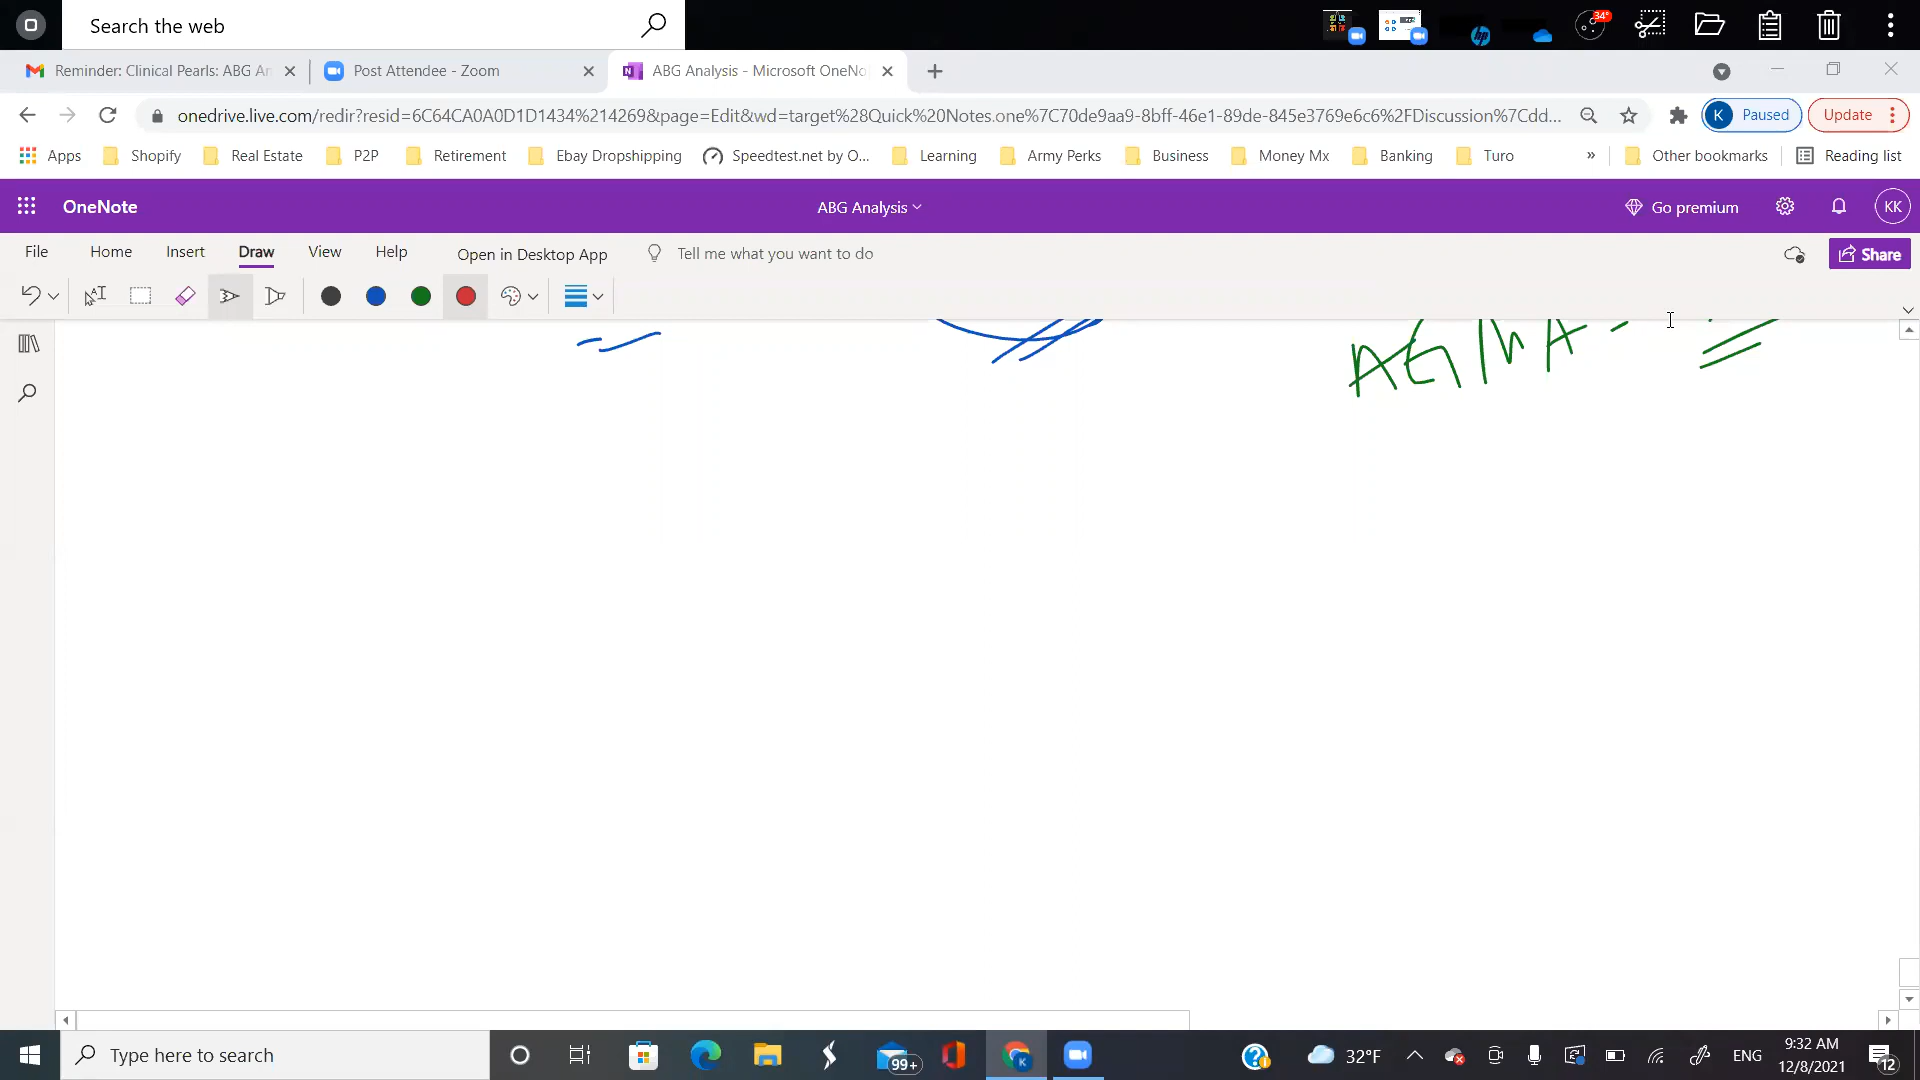 Search the web
34°
Reminder: Clinical Pearls: ABG An
Post Attendee - Zoom
ABG Analysis - Microsoft OneNo
onedrive.live.com/redir?resid=6C64CA0A0D1D1434%214269&page=Edit&wd=target%28Quick%20Notes.one%7C70de9aa9-8bff-46e1-89de-845e3769e6c6%2FDiscussion%7Cdd...
K Paused
Update
Apps Shopify Real Estate P2P Retirement Ebay Dropshipping Speedtest.net by O... Learning Army Perks Business Money Mx Banking Turo » Other bookmarks Reading list
OneNote
ABG Analysis
Go premium
KK
File Home Insert Draw View Help Open in Desktop App Tell me what you want to do
Share
AGMA -
Type here to search
99+
32°F
ENG
9:32 AM
12/8/2021
12